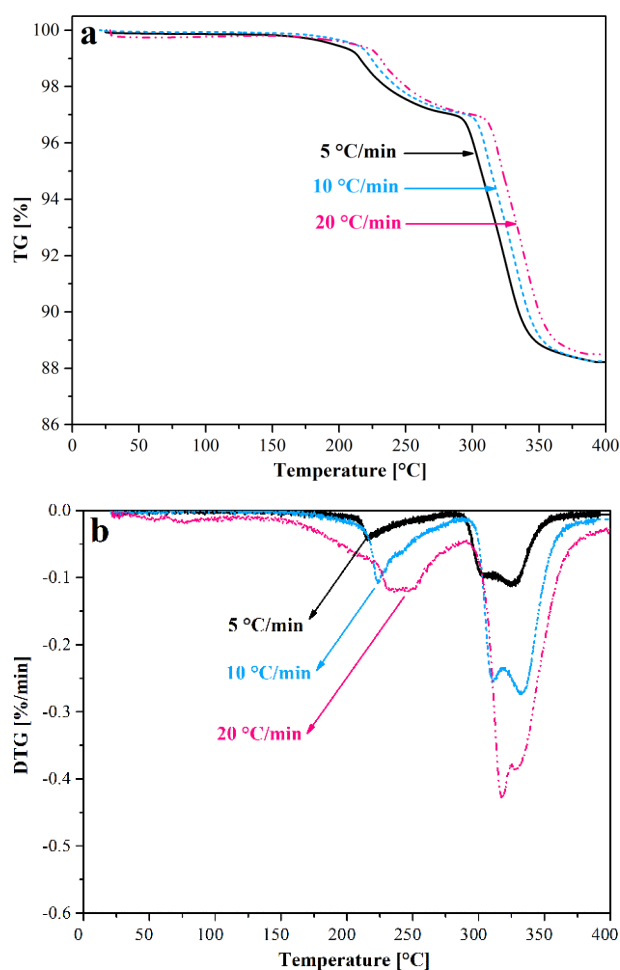 a
100
98
96
94
92
90
88
86
TG [%]
5 °C/min
10 °C/min
20 °C/min
0 50 100 150 200 250 300 350 400
Temperature [°C]
b
0.0
-0.1
-0.2
-0.3
-0.4
-0.5
-0.6
DTG [%/min]
5 °C/min
10 °C/min
20 °C/min
0 50 100 150 200 250 300 350 400
Temperature [°C]